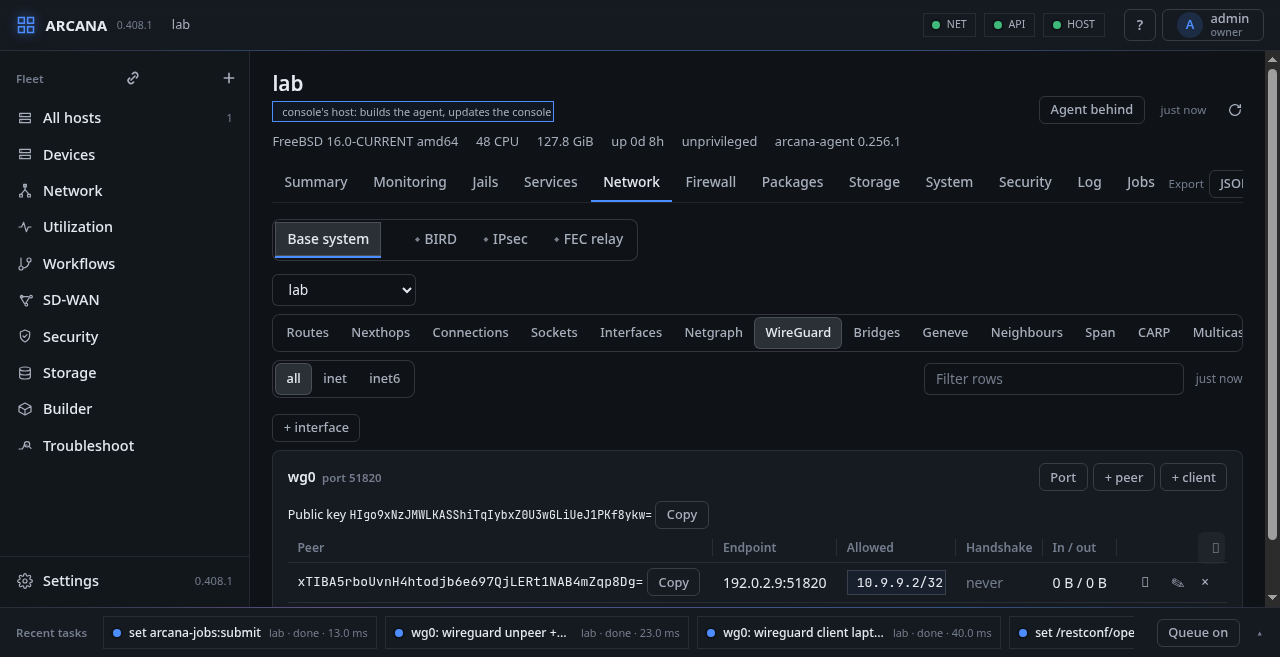 ARCANA 0.408.1 lab
NET API HOST ? A admin owner
Fleet
All hosts 1
Devices
Network
Utilization
Workflows
SD-WAN
Security
Storage
Builder
Troubleshoot
Settings 0.408.1
lab
console's host: builds the agent, updates the console
Agent behind just now
FreeBSD 16.0-CURRENT amd64 48 CPU 127.8 GiB up 0d 8h unprivileged arcana-agent 0.256.1
Summary Monitoring Jails Services Network Firewall Packages Storage System Security Log Jobs Export JSO
Base system BIRD IPsec FEC relay
lab
Routes Nexthops Connections Sockets Interfaces Netgraph WireGuard Bridges Geneve Neighbours Span CARP Multicas
all inet inet6 Filter rows just now
+ interface
wg0 port 51820 Port + peer + client
Public key HIgo9xNzJMWLKASShiTqIybxZ0U3wGLiUeJ1PKf8ykw= Copy
Peer Endpoint Allowed Handshake In / out
xTIBA5rboUvnH4htodjb6e697QjLERt1NAB4mZqp8Dg= Copy 192.0.2.9:51820 10.9.9.2/32 never 0 B / 0 B ✎ ×
Recent tasks set arcana-jobs:submit lab · done · 13.0 ms wg0: wireguard unpeer +... lab · done · 23.0 ms wg0: wireguard client lapt... lab · done · 40.0 ms set /restconf/ope Queue on